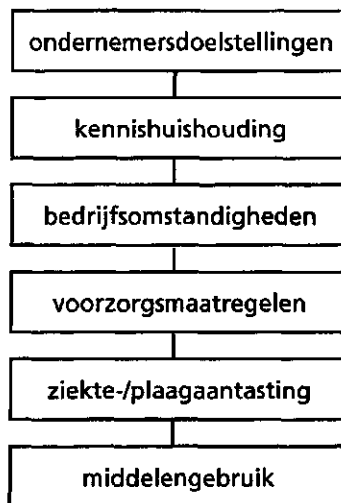 ondernemersdoelstellingen
kennishuishouding
bedrijfsomstandigheden
voorzorgsmaatregelen
ziekte-/plaagaantasting
middelengebruik